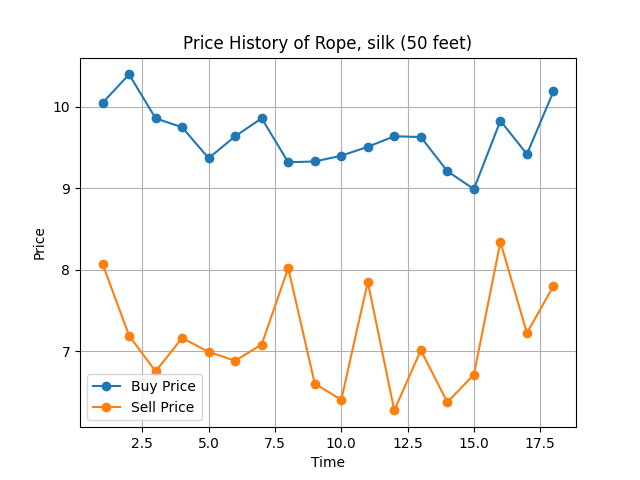 Price History of Rope, silk (50 feet)
10
9
8
7
Price
Buy Price
Sell Price
2.5 5.0 7.5 10.0 12.5 15.0 17.5
Time